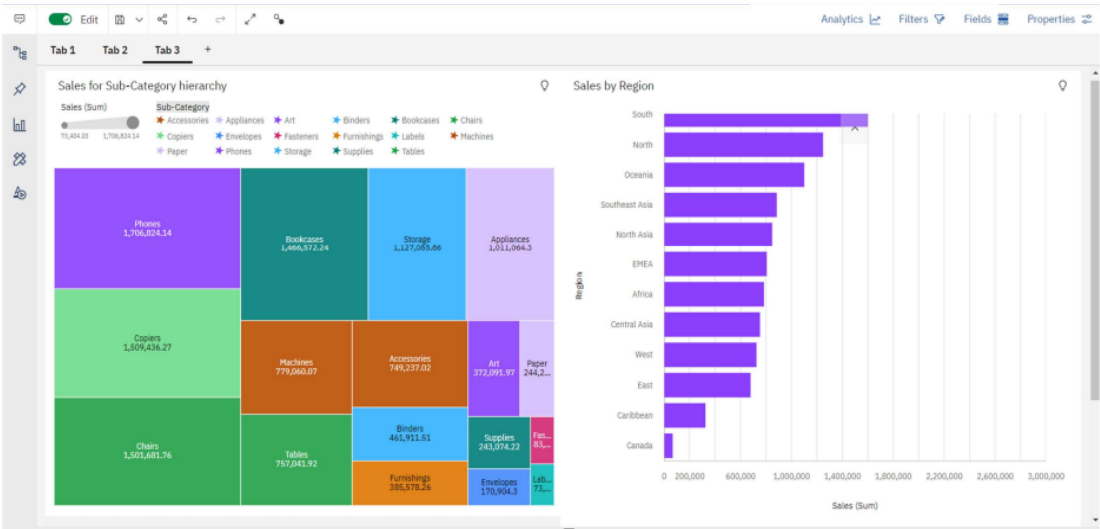 Edit
Analytics
Filters
Fields
Properties
Tab 1 Tab 2 Tab 3 +
Sales for Sub-Category hierarchy
Sales (Sum)
73,404.03 1,706,824.14
Sub-Category
Accessories Appliances Art Binders Bookcases Chairs
Copiers Envelopes Fasteners Furnishings Labels Machines
Paper Phones Storage Supplies Tables
Phones
1,706,824.14
Bookcases
1,466,572.24
Storage
1,127,085.86
Appliances
1,011,064.3
Copiers
1,509,436.27
Machines
779,060.07
Accessories
749,237.02
Art
372,091.97
Paper
244,2...
Chairs
1,501,681.76
Tables
757,041.92
Binders
461,911.51
Furnishings
385,578.26
Supplies
243,074.22
Fas...
83,...
Envelopes
170,904.3
Lab...
73,...
Sales by Region
Region
South
North
Oceania
Southeast Asia
North Asia
EMEA
Africa
Central Asia
West
East
Caribbean
Canada
0 200,000 600,000 1,000,000 1,400,000 1,800,000 2,200,000 2,600,000 3,000,000
Sales (Sum)